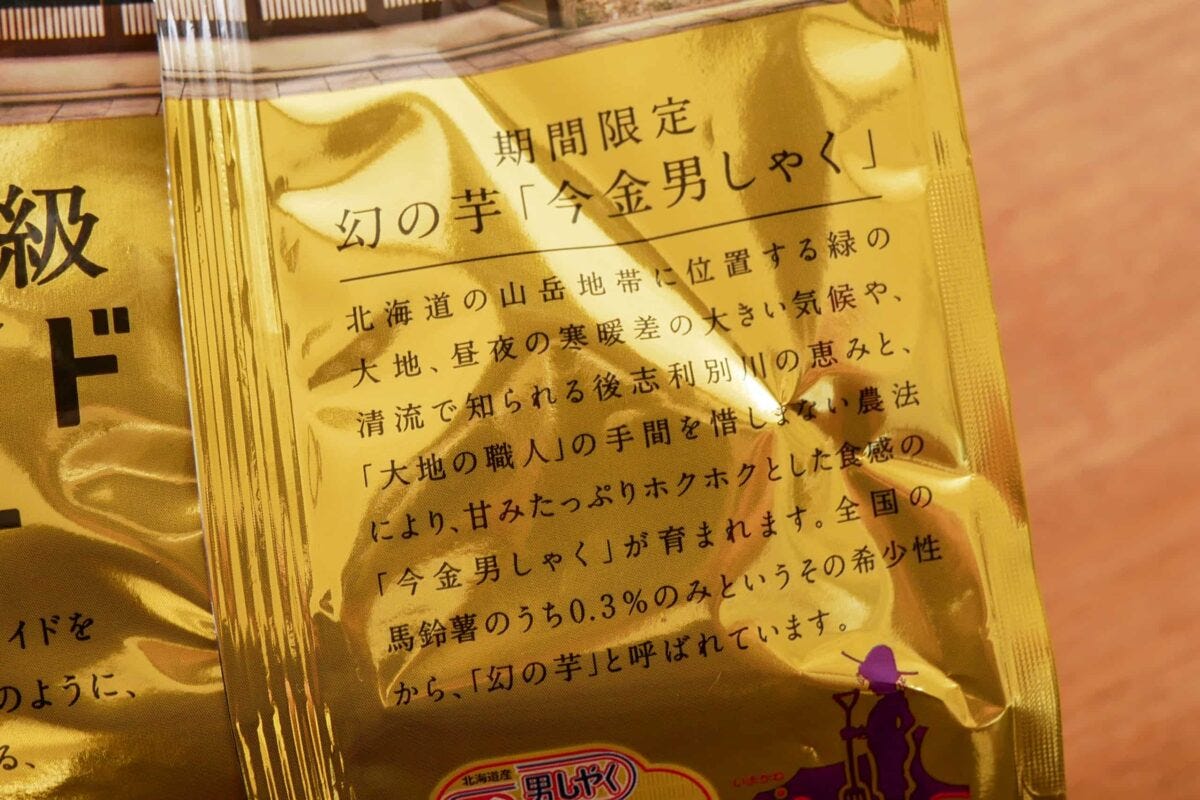 級
ド
ー
イドを
のように、
る、
期間限定
幻の芋「今金男しゃく」
北海道の山岳地帯に位置する緑の
大地、昼夜の寒暖差の大きい気候や、
清流で知られる後志利別川の恵みと、
「大地の職人」の手間を惜しまない農法
により、甘みたっぷりホクホクとした食感の
「今金男しゃく」が育まれます。全国の
馬鈴薯のうち0.3%のみというその希少性
から、「幻の芋」と呼ばれています。
北海道産
男しゃく
いまかね